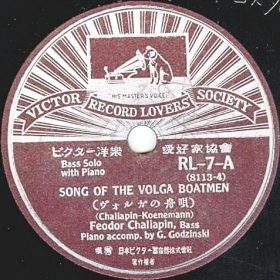 "HIS MASTER'S VOICE"
VICTOR RECORD LOVERS SOCIETY
ビクター洋樂 愛好家協會
Bass Solo
with Piano
RL-7-A
(8113-4)
SONG OF THE VOLGA BOATMEN
(ヴォルガの舟唄)
(Chaliapin-Koenemann)
Feodor Chaliapin, Bass
Piano accomp. by G. Godzinski
日本ビクター蓄音器株式會社